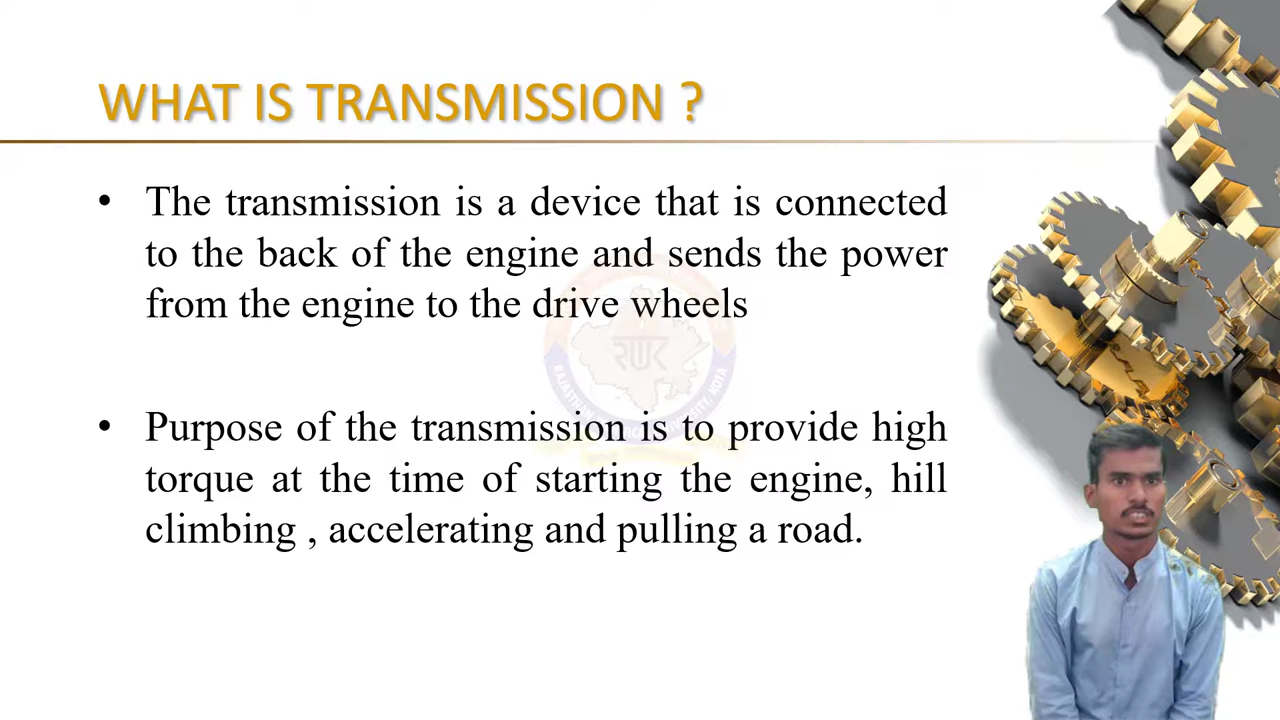 WHAT IS TRANSMISSION ?
• The transmission is a device that is connected
to the back of the engine and sends the power
from the engine to the drive wheels
• Purpose of the transmission is to provide high
torque at the time of starting the engine, hill
climbing , accelerating and pulling a road.